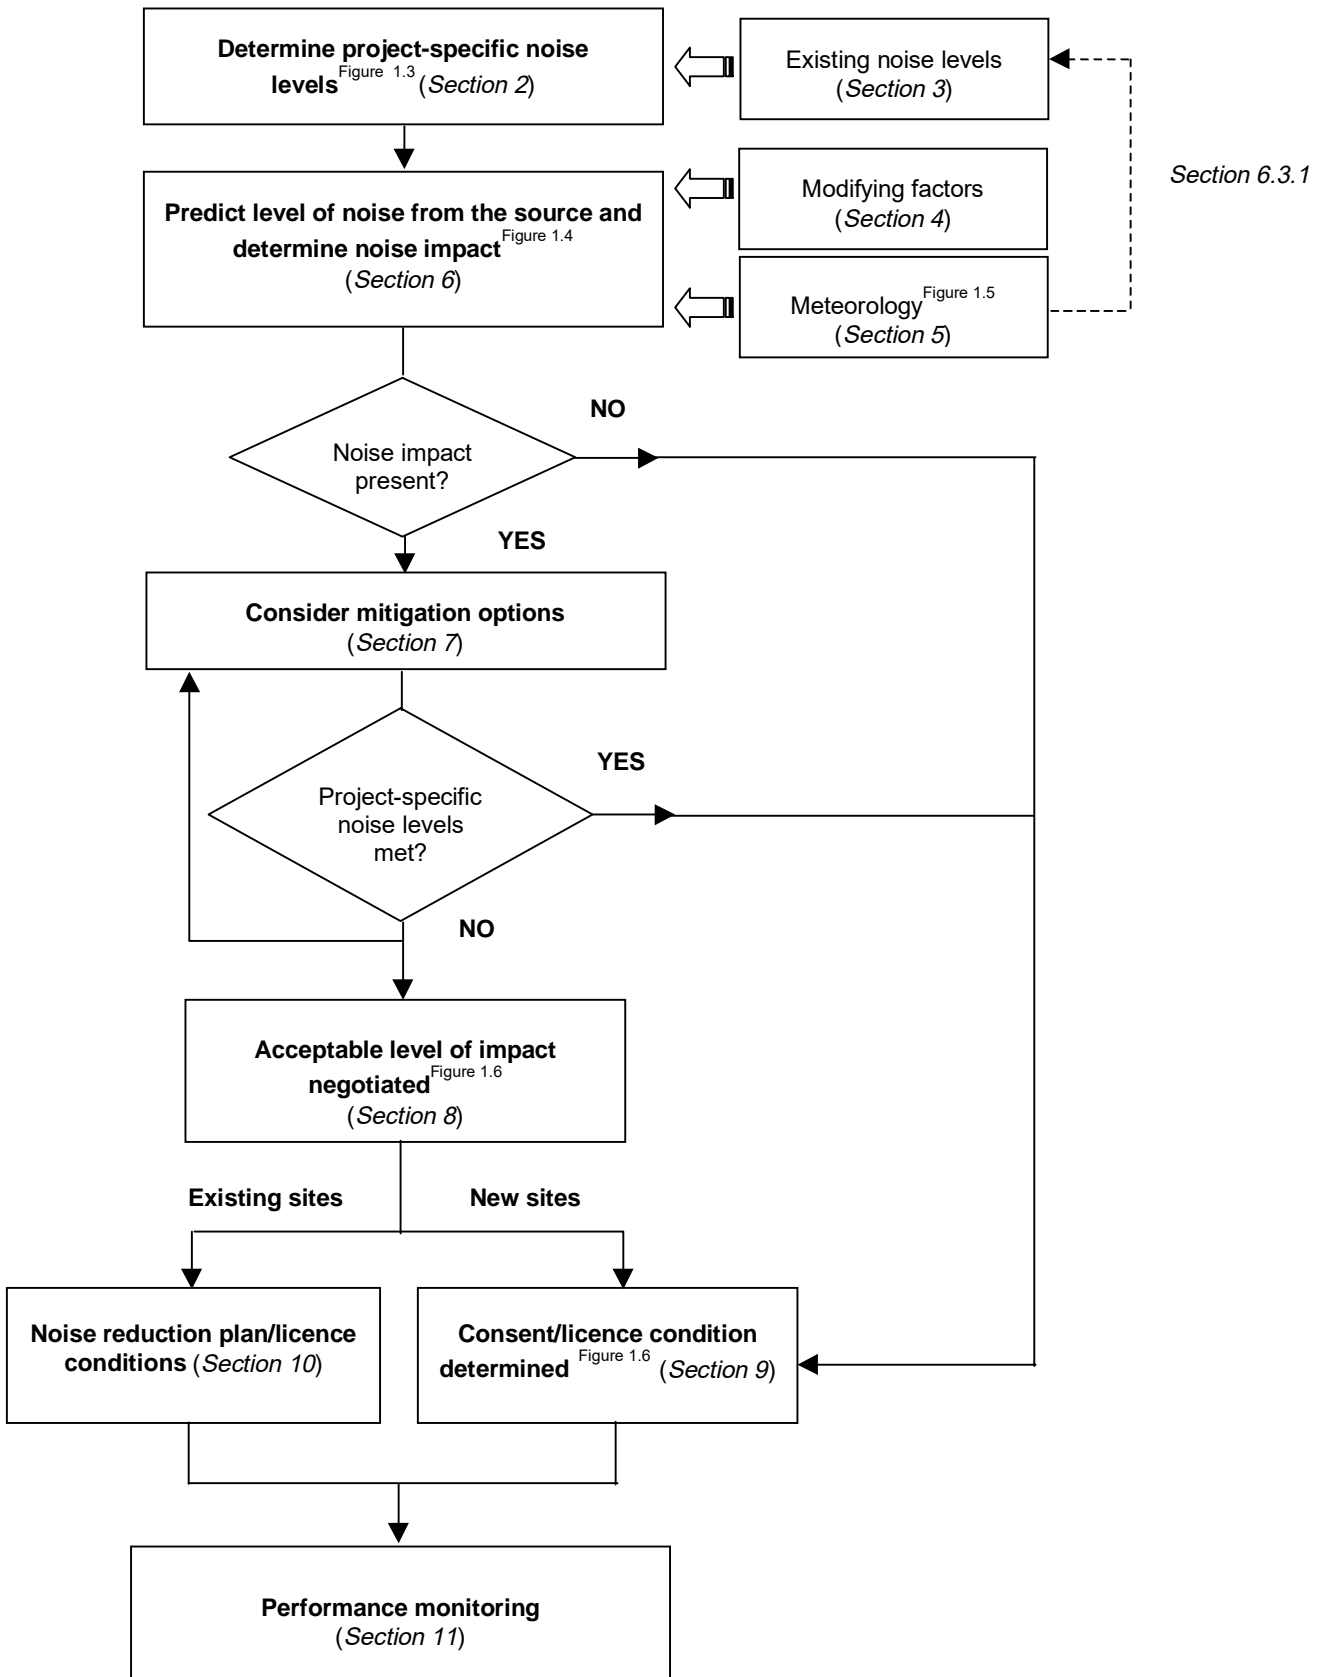 Determine project-specific noise
levels Figure 1.3 (Section 2)
Existing noise levels
(Section 3)
Section 6.3.1
Modifying factors
(Section 4)
Predict level of noise from the source and
determine noise impact Figure 1.4
(Section 6)
Meteorology Figure 1.5
(Section 5)
NO
Noise impact
present?
YES
Consider mitigation options
(Section 7)
YES
Project-specific
noise levels
met?
NO
Acceptable level of impact
negotiated Figure 1.6
(Section 8)
Existing sites
New sites
Noise reduction plan/licence
conditions (Section 10)
Consent/licence condition
determined Figure 1.6 (Section 9)
Performance monitoring
(Section 11)